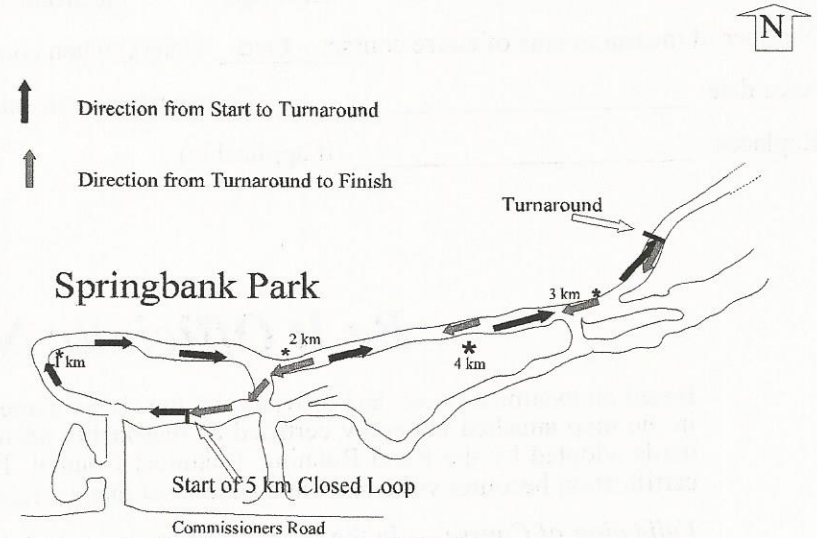 N
Direction from Start to Turnaround
Direction from Turnaround to Finish
Turnaround
Springbank Park
3 km *
* 2 km
* 1 km
* 4 km
Start of 5 km Closed Loop
Commissioners Road